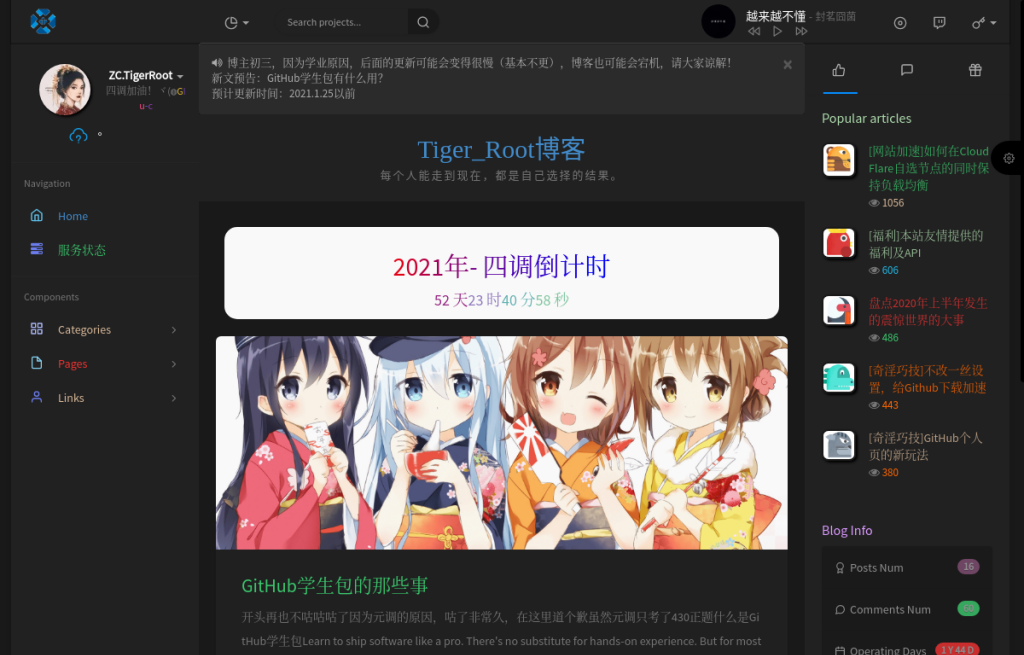 Search projects...
越来越不懂 - 封茗囧菌
ZC.TigerRoot
四调加油！ヾ(◍°G
u-c
Navigation
Home
服务状态
Components
Categories
Pages
Links
博主初三，因为学业原因，后面的更新可能会变得很慢（基本不更），博客也可能会宕机，请大家谅解！
新文预告：GitHub学生包有什么用？
预计更新时间：2021.1.25以前
×
Tiger_Root博客
每个人能走到现在，都是自己选择的结果。
2021年- 四调倒计时
52 天23 时40 分58 秒
GitHub学生包的那些事
开头再也不咕咕咕了因为元调的原因，咕了非常久，在这里道个歉虽然元调只考了430正题什么是Gi
tHub学生包Learn to ship software like a pro. There's no substitute for hands-on experience. But for most
Popular articles
[网站加速]如何在Cloud
Flare自选节点的同时保
持负载均衡
1056
[福利]本站友情提供的
福利及API
606
盘点2020年上半年发生
的震惊世界的大事
486
[奇淫巧技]不改一丝设
置，给Github下载加速
443
[奇淫巧技]GitHub个人
页的新玩法
380
Blog Info
Posts Num 16
Comments Num 60
Operating Days 1 Y 44 D